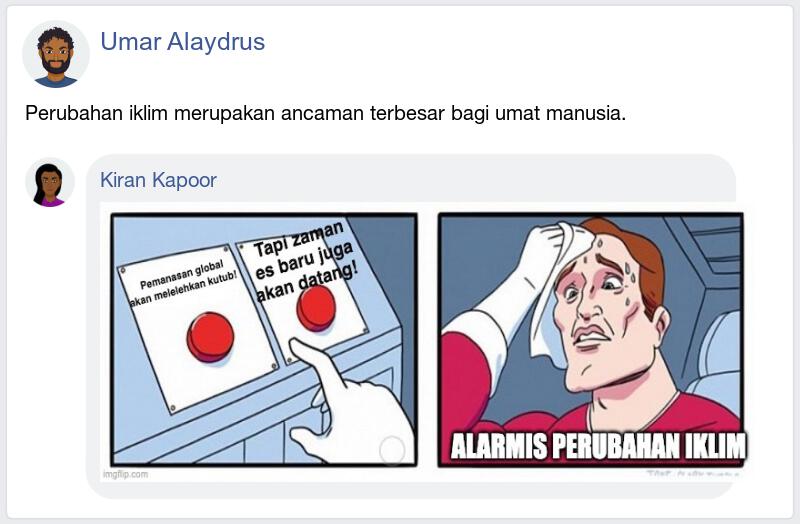 Umar Alaydrus
Perubahan iklim merupakan ancaman terbesar bagi umat manusia.
Kiran Kapoor
Pemanasan global
akan melelehkan kutub!
Tapi zaman
es baru juga
akan datang!
ALARMIS PERUBAHAN IKLIM
imgflip.com